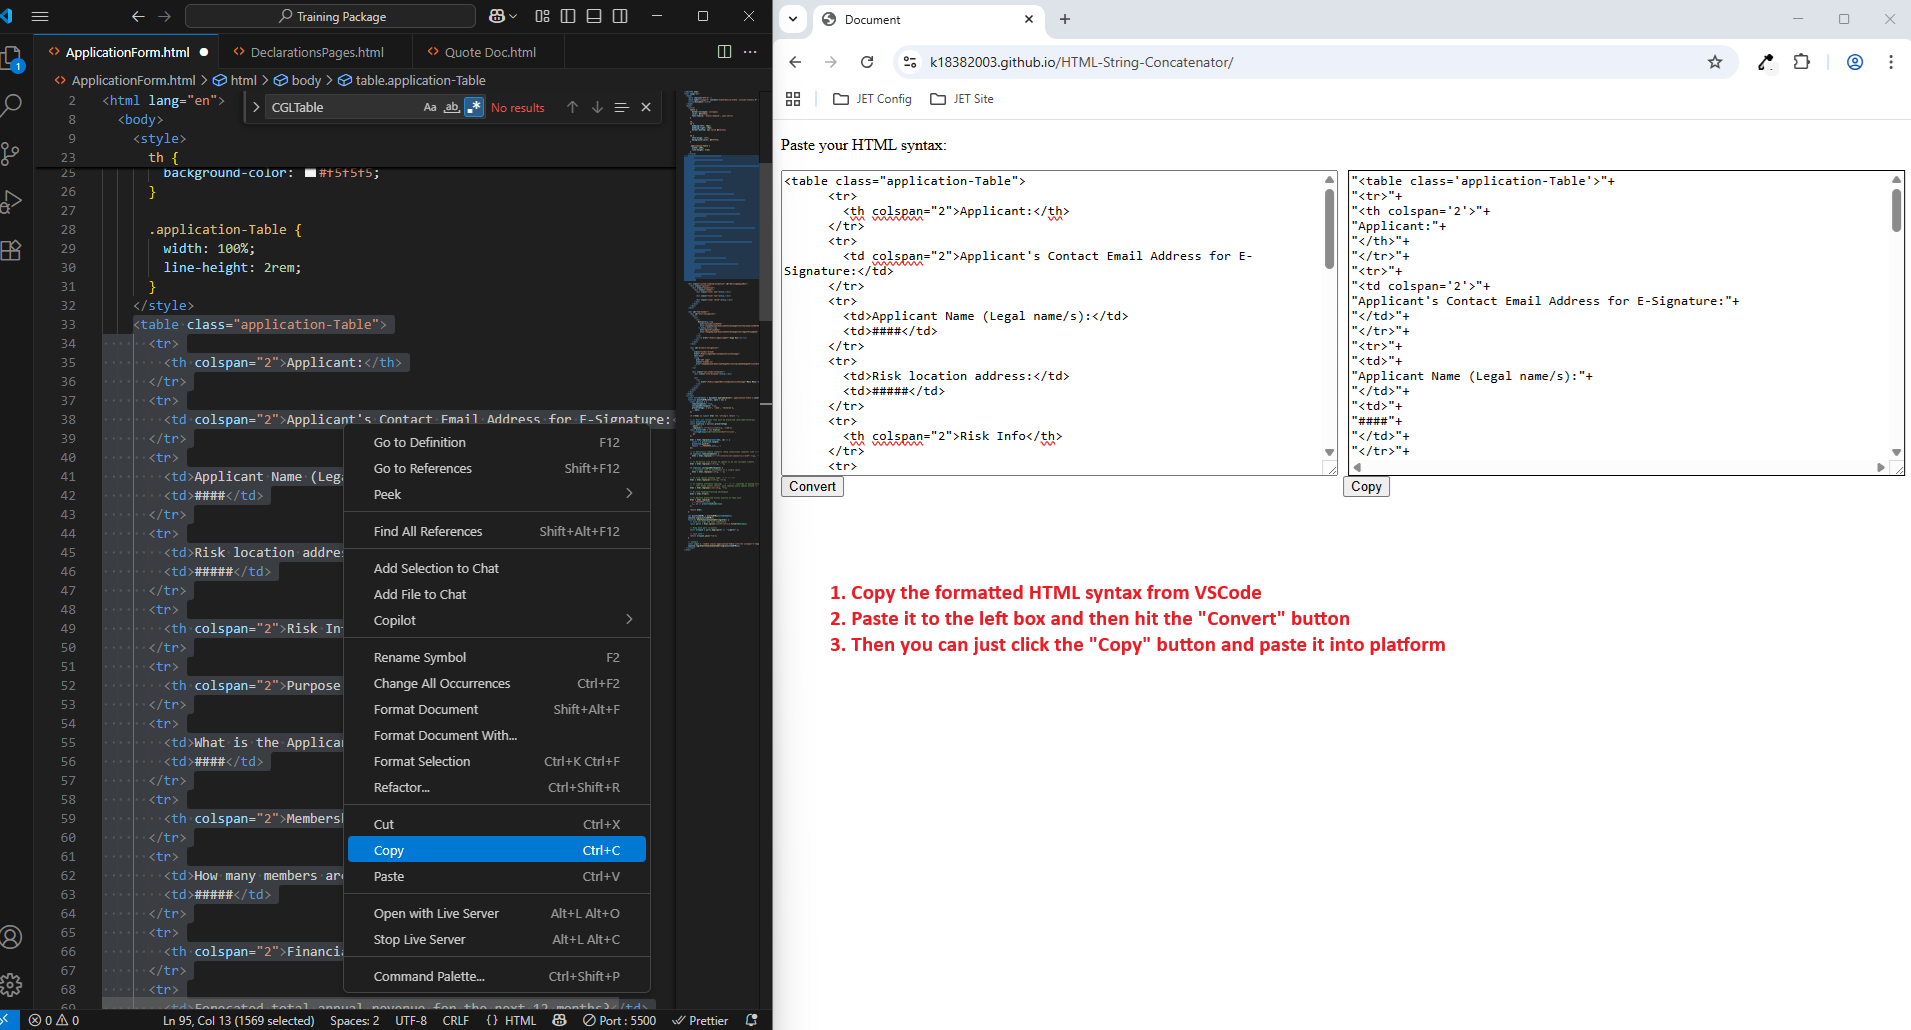 Training Package
ApplicationForm.html
DeclarationsPages.html
Quote Doc.html
ApplicationForm.html > html > body > table.application-Table
CGLTable
Aa ab .* No results
1
2 <html lang="en">
8 <body>
9 <style>
23 th {
25 background-color: #f5f5f5;
26 }
27
28 .application-Table {
29 width: 100%;
30 line-height: 2rem;
31 }
32 </style>
33 <table class="application-Table">
34 <tr>
35 <th colspan="2">Applicant:</th>
36 </tr>
37 <tr>
38 <td colspan="2">Applicant's Contact Email Address for E-Signature:<
39 </tr>
40 <tr>
41 <td>Applicant Name (Leg
42 <td>####</td>
43 </tr>
44 <tr>
45 <td>Risk location addre
46 <td>#####</td>
47 </tr>
48 <tr>
49 <th colspan="2">Risk In
50 </tr>
51 <tr>
52 <th colspan="2">Purpose
53 </tr>
54 <tr>
55 <td>What is the Applica
56 <td>####</td>
57 </tr>
58 <tr>
59 <th colspan="2">Members
60 </tr>
61 <tr>
62 <td>How many members ar
63 <td>#####</td>
64 </tr>
65 <tr>
66 <th colspan="2">Financi
67 </tr>
68 <tr>
69 <td>Forecated total annual revenue for the next 12 months?</td>
Go to Definition F12
Go to References Shift+F12
Peek
Find All References Shift+Alt+F12
Add Selection to Chat
Add File to Chat
Copilot
Rename Symbol F2
Change All Occurrences Ctrl+F2
Format Document Shift+Alt+F
Format Document With...
Format Selection Ctrl+K Ctrl+F
Refactor... Ctrl+Shift+R
Cut Ctrl+X
Copy Ctrl+C
Paste Ctrl+V
Open with Live Server Alt+L Alt+O
Stop Live Server Alt+L Alt+C
Command Palette... Ctrl+Shift+P
0 0 Ln 95, Col 13 (1569 selected) Spaces: 2 UTF-8 CRLF {} HTML Port : 5500 Prettier
Document
k18382003.github.io/HTML-String-Concatenator/
JET Config JET Site
Paste your HTML syntax:
<table class="application-Table">
<tr>
<th colspan="2">Applicant:</th>
</tr>
<tr>
<td colspan="2">Applicant's Contact Email Address for E-
Signature:</td>
</tr>
<tr>
<td>Applicant Name (Legal name/s):</td>
<td>####</td>
</tr>
<tr>
<td>Risk location address:</td>
<td>#####</td>
</tr>
<tr>
<th colspan="2">Risk Info</th>
</tr>
<tr>
Convert
"<table class='application-Table'>"+
"<tr>"+
"<th colspan='2'>"+
"Applicant:"+
"</th>"+
"</tr>"+
"<tr>"+
"<td colspan='2'>"+
"Applicant's Contact Email Address for E-Signature:"+
"</td>"+
"</tr>"+
"<tr>"+
"<td>"+
"Applicant Name (Legal name/s):"+
"</td>"+
"<td>"+
"####"+
"</td>"+
"</tr>"+
Copy
1. Copy the formatted HTML syntax from VSCode
2. Paste it to the left box and then hit the "Convert" button
3. Then you can just click the "Copy" button and paste it into platform